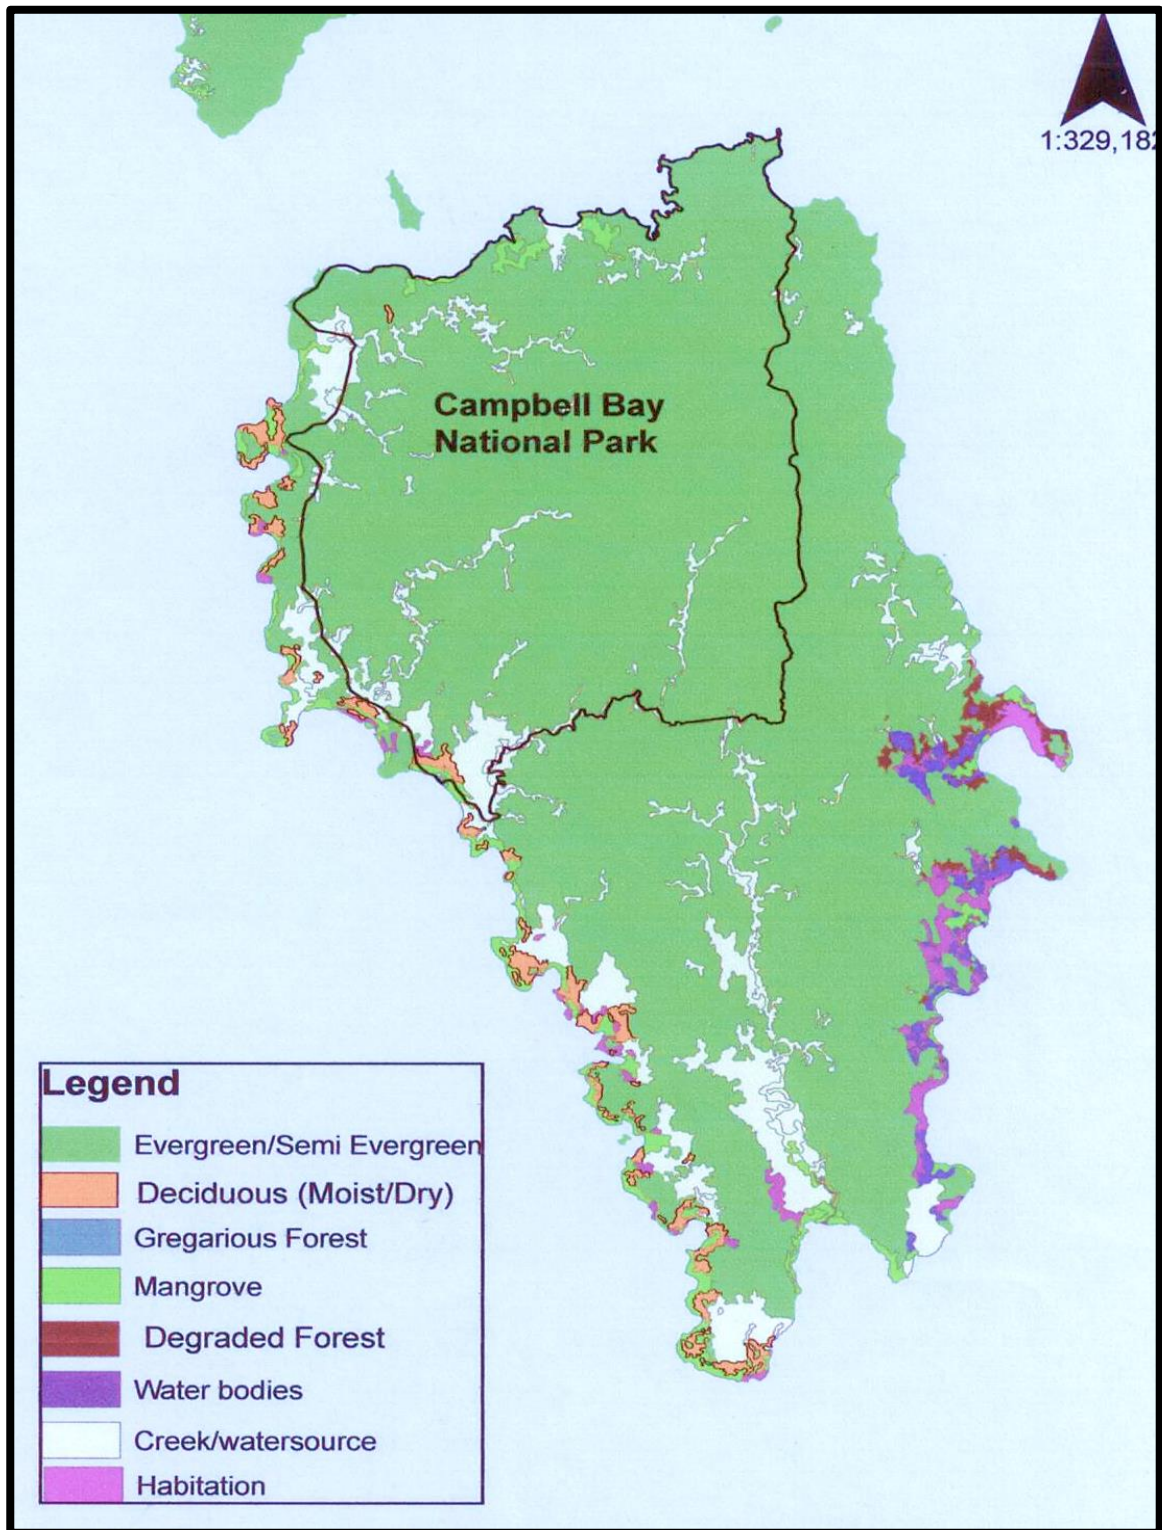 1:329,182
Campbell Bay
National Park
Legend
Evergreen/Semi Evergreen
Deciduous (Moist/Dry)
Gregarious Forest
Mangrove
Degraded Forest
Water bodies
Creek/watersource
Habitation